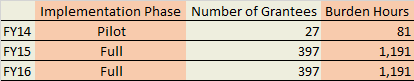 Implementation Phase Number of Grantees Burden Hours
FY14 Pilot 27 81
FY15 Full 397 1,191
FY16 Full 397 1,191